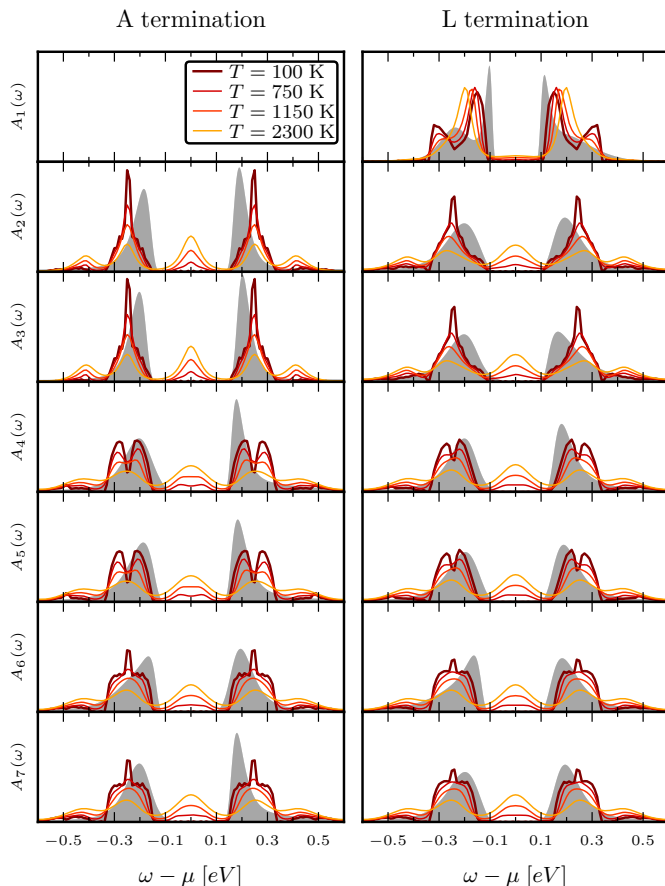 A termination
L termination
A₁(ω)
T = 100 K
T = 750 K
T = 1150 K
T = 2300 K
A₂(ω)
A₃(ω)
A₄(ω)
A₅(ω)
A₆(ω)
A₇(ω)
−0.5 −0.3 −0.1 0.1 0.3 0.5
−0.5 −0.3 −0.1 0.1 0.3 0.5
ω − μ [eV]
ω − μ [eV]